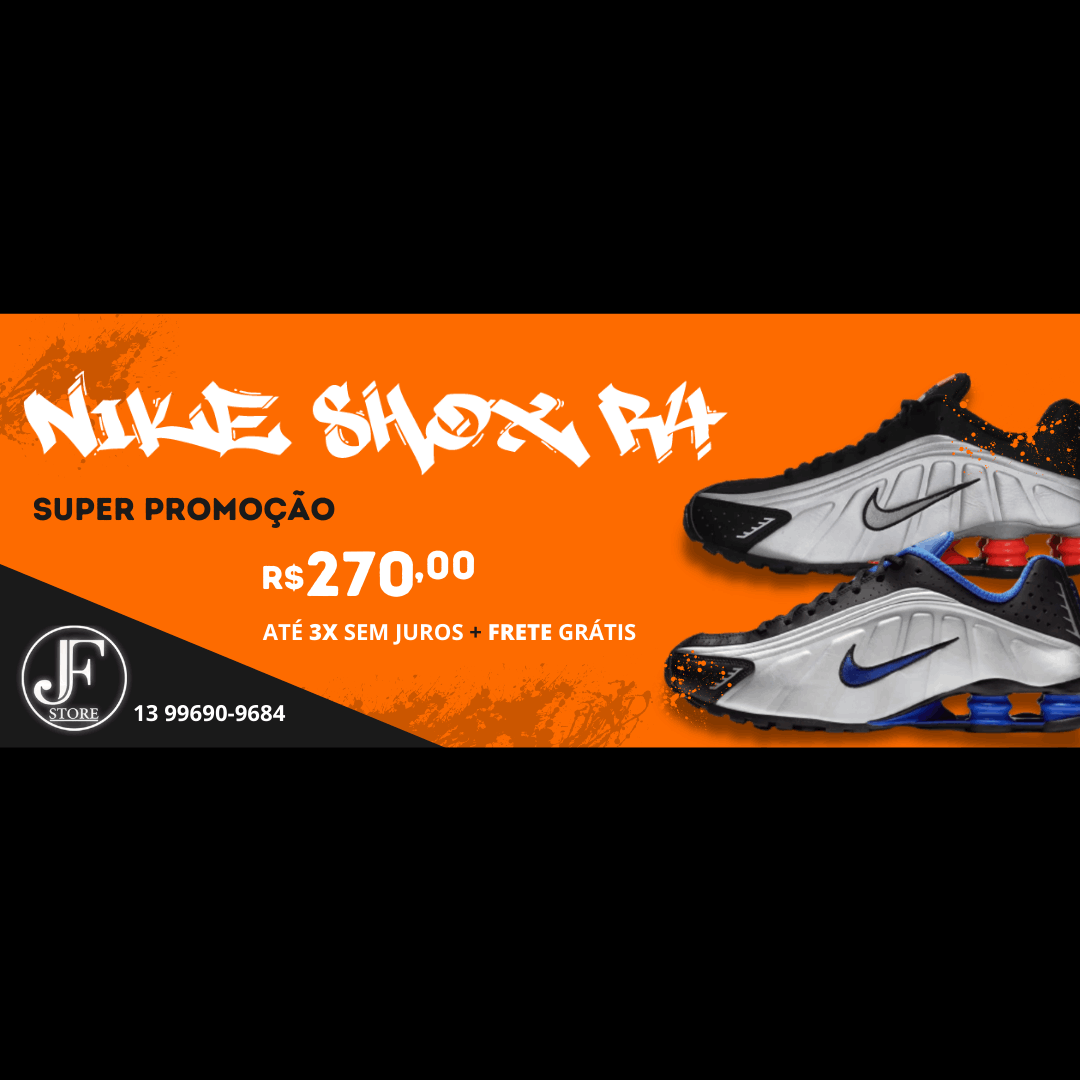 NIKE SHOX R4
SUPER PROMOÇÃO
R$270,00
ATÉ 3X SEM JUROS + FRETE GRÁTIS
JF
STORE
13 99690-9684